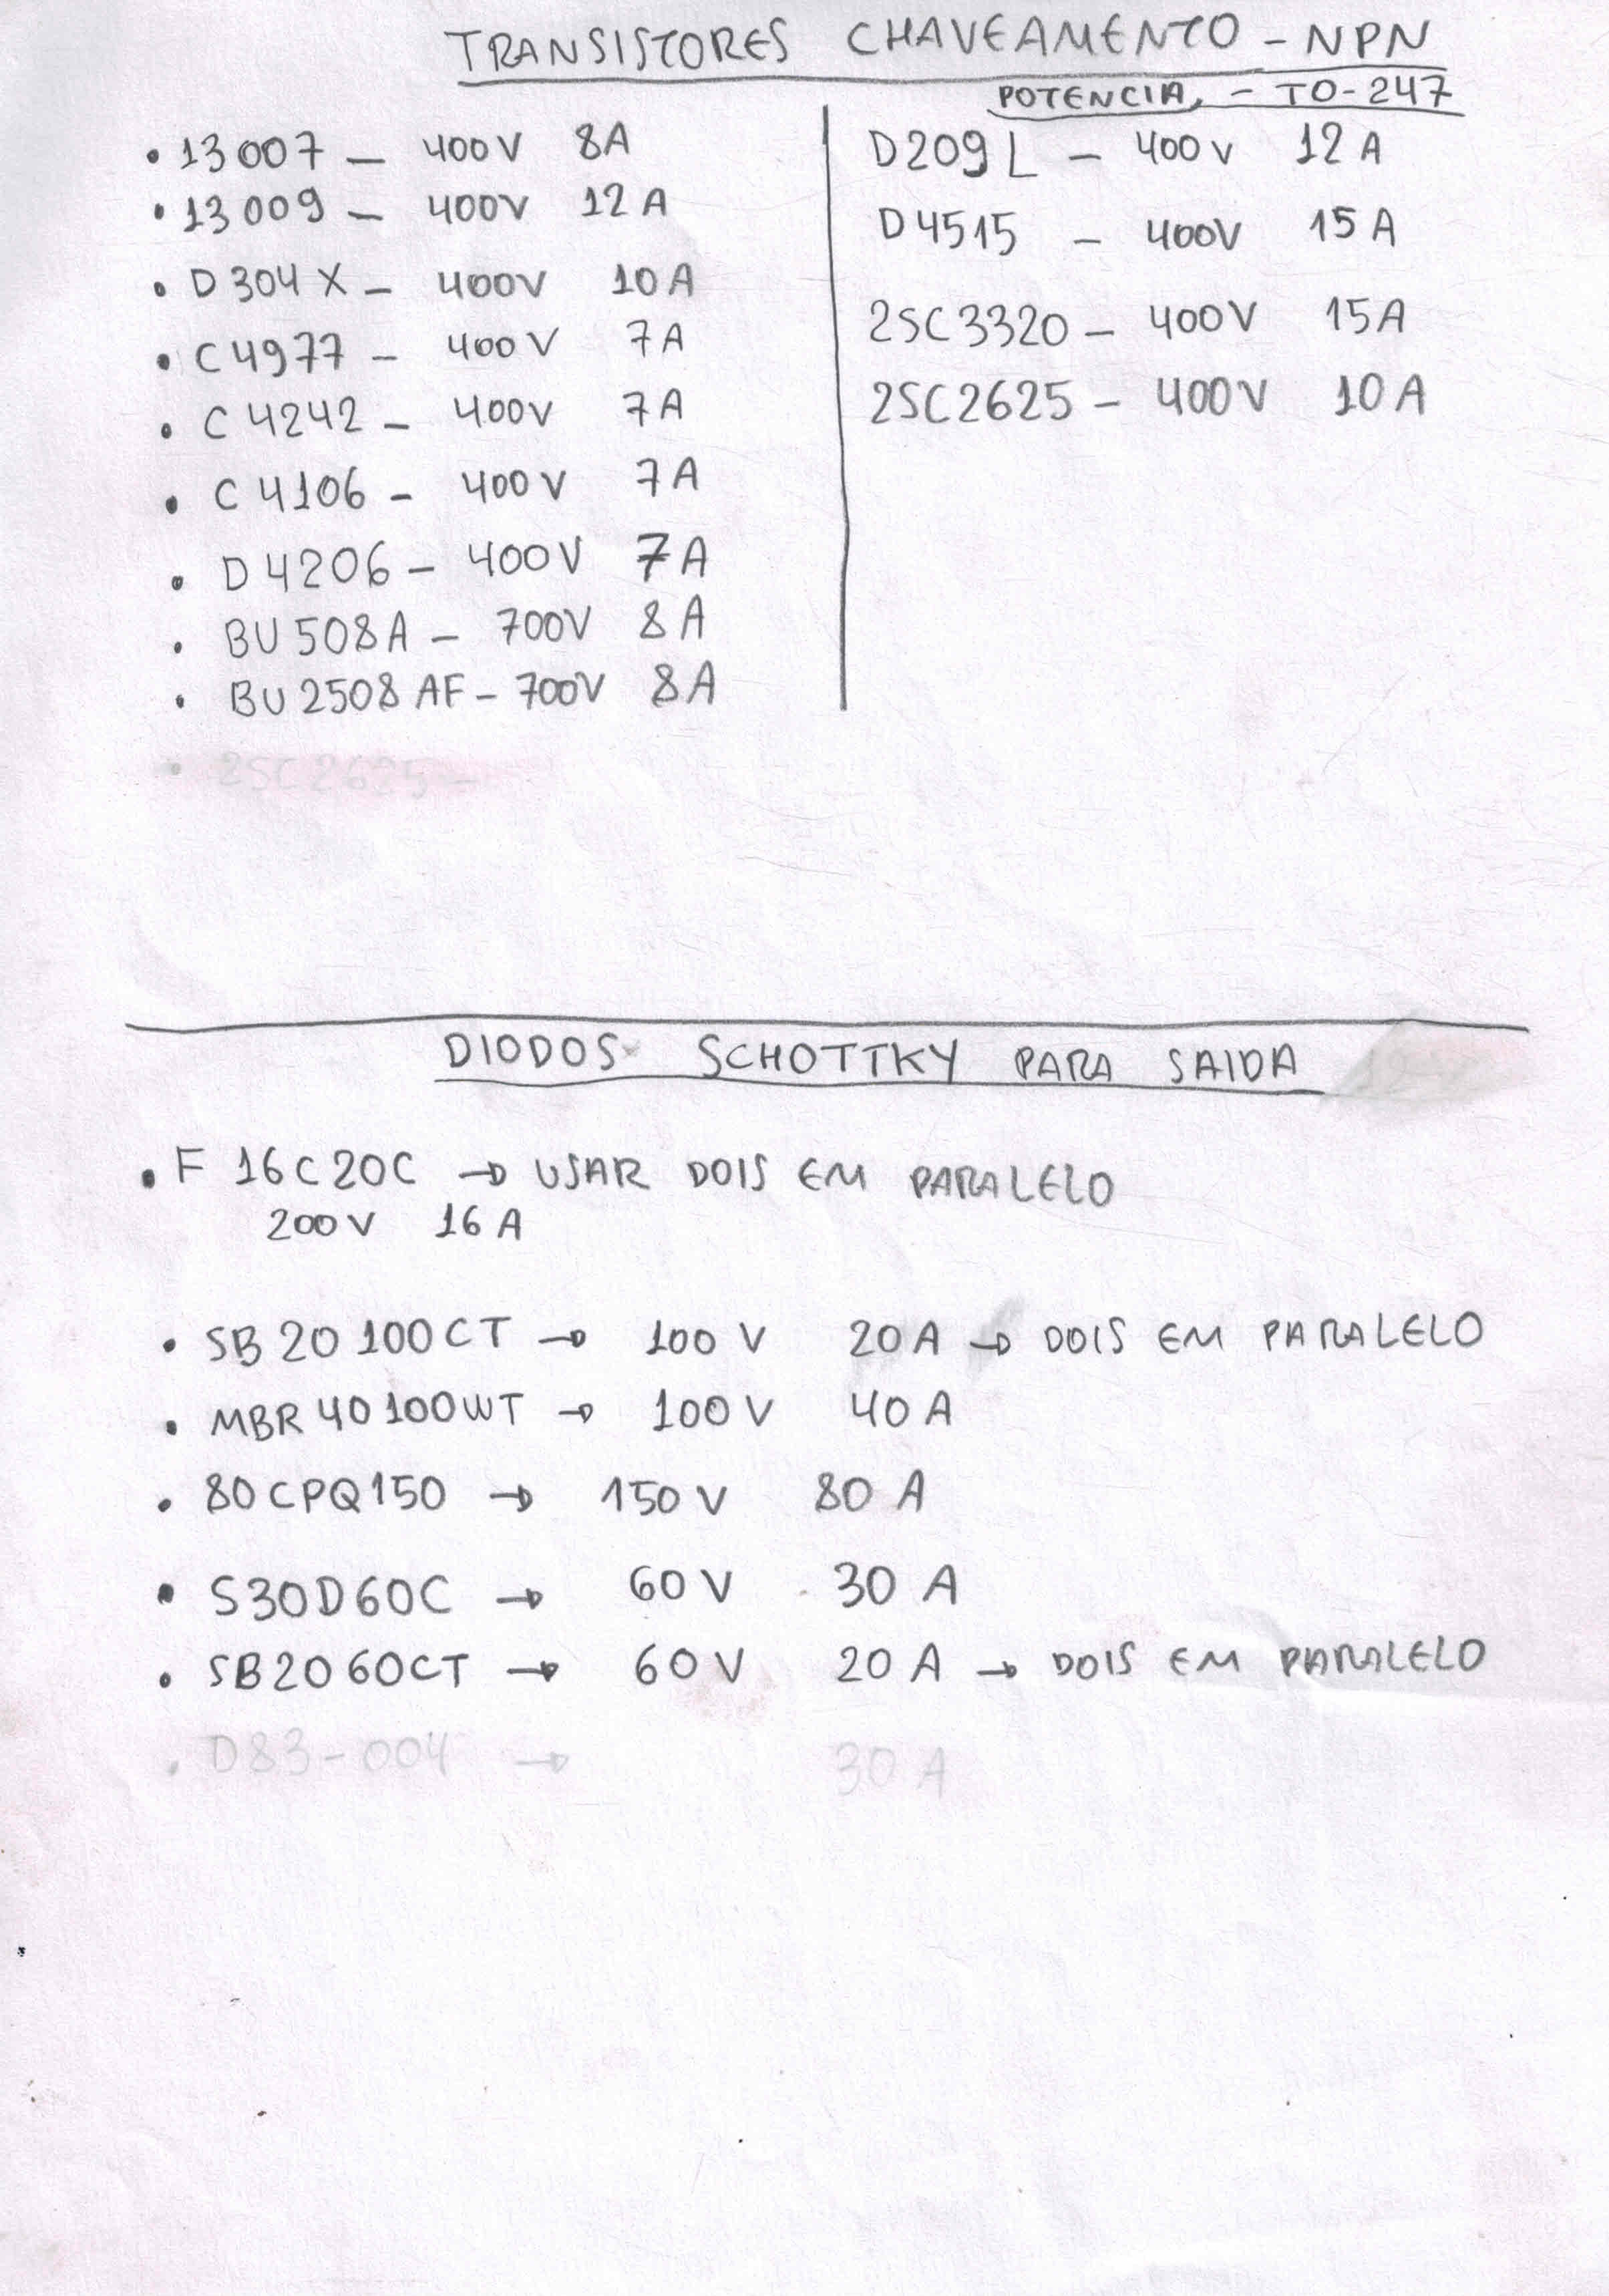 TRANSISTORES CHAVEAMENTO - NPN
POTENCIA, - TO-247
• 13007 - 400V 8A
• 13009 - 400V 12A
• D304X - 400V 10A
• C4977 - 400V 7A
• C4242 - 400V 7A
• C4106 - 400V 7A
• D4206 - 400V 7A
• BU508A - 700V 8A
• BU2508AF - 700V 8A
• 2SC2625 -
D209L - 400V 12A
D4515 - 400V 15A
2SC3320 - 400V 15A
2SC2625 - 400V 10A
DIODOS SCHOTTKY PARA SAIDA
• F16C20C → USAR DOIS EM PARALELO
200V 16A
• SB20100CT → 100V 20A → DOIS EM PARALELO
• MBR40100WT → 100V 40A
• 80CPQ150 → 150V 80A
• S30D60C → 60V 30A
• SB2060CT → 60V 20A → DOIS EM PARALELO
• D83-004 → 30A